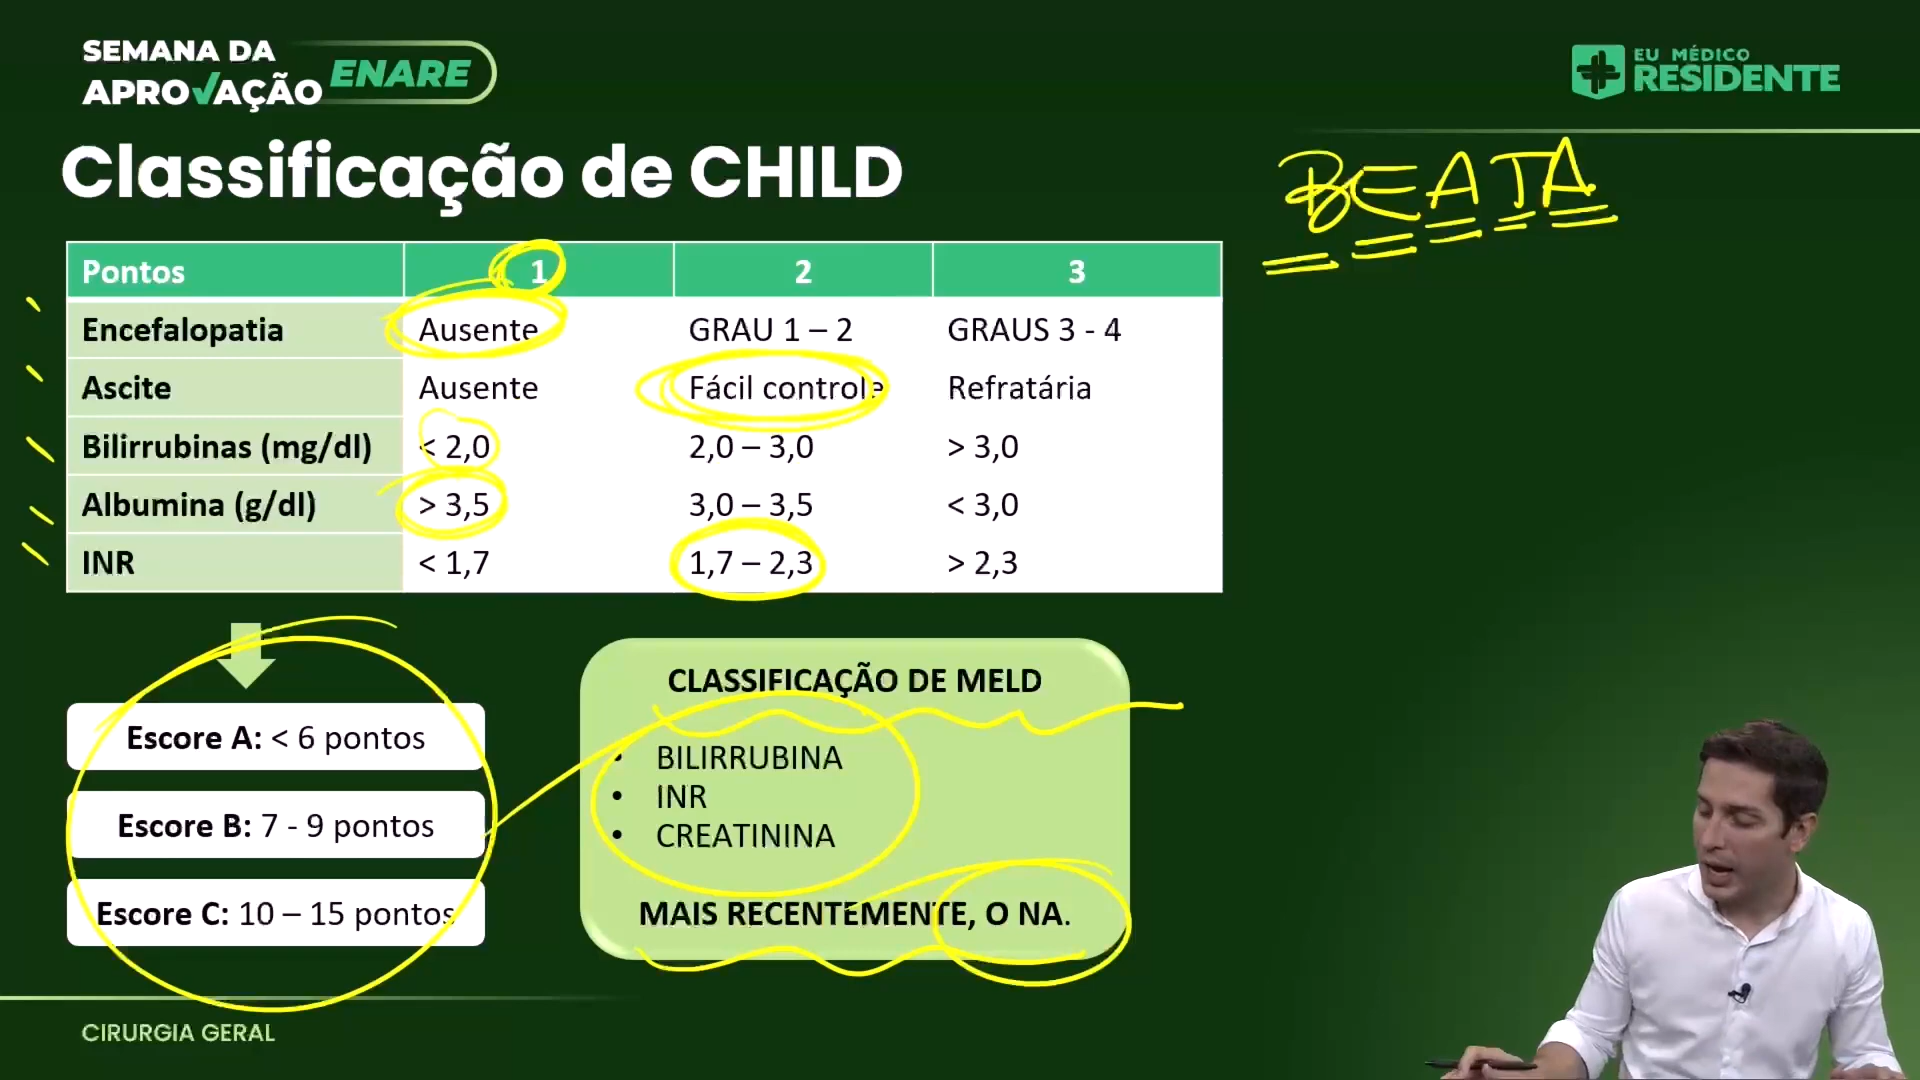 SEMANA DA
APROVAÇÃO ENARE
EU MÉDICO
RESIDENTE
Classificação de CHILD
BEATA
Pontos 1 2 3
Encefalopatia Ausente GRAU 1 – 2 GRAUS 3 - 4
Ascite Ausente Fácil controle Refratária
Bilirrubinas (mg/dl) < 2,0 2,0 – 3,0 > 3,0
Albumina (g/dl) > 3,5 3,0 – 3,5 < 3,0
INR < 1,7 1,7 – 2,3 > 2,3
Escore A: < 6 pontos
Escore B: 7 - 9 pontos
Escore C: 10 – 15 pontos
CLASSIFICAÇÃO DE MELD
• BILIRRUBINA
• INR
• CREATININA
MAIS RECENTEMENTE, O NA.
CIRURGIA GERAL